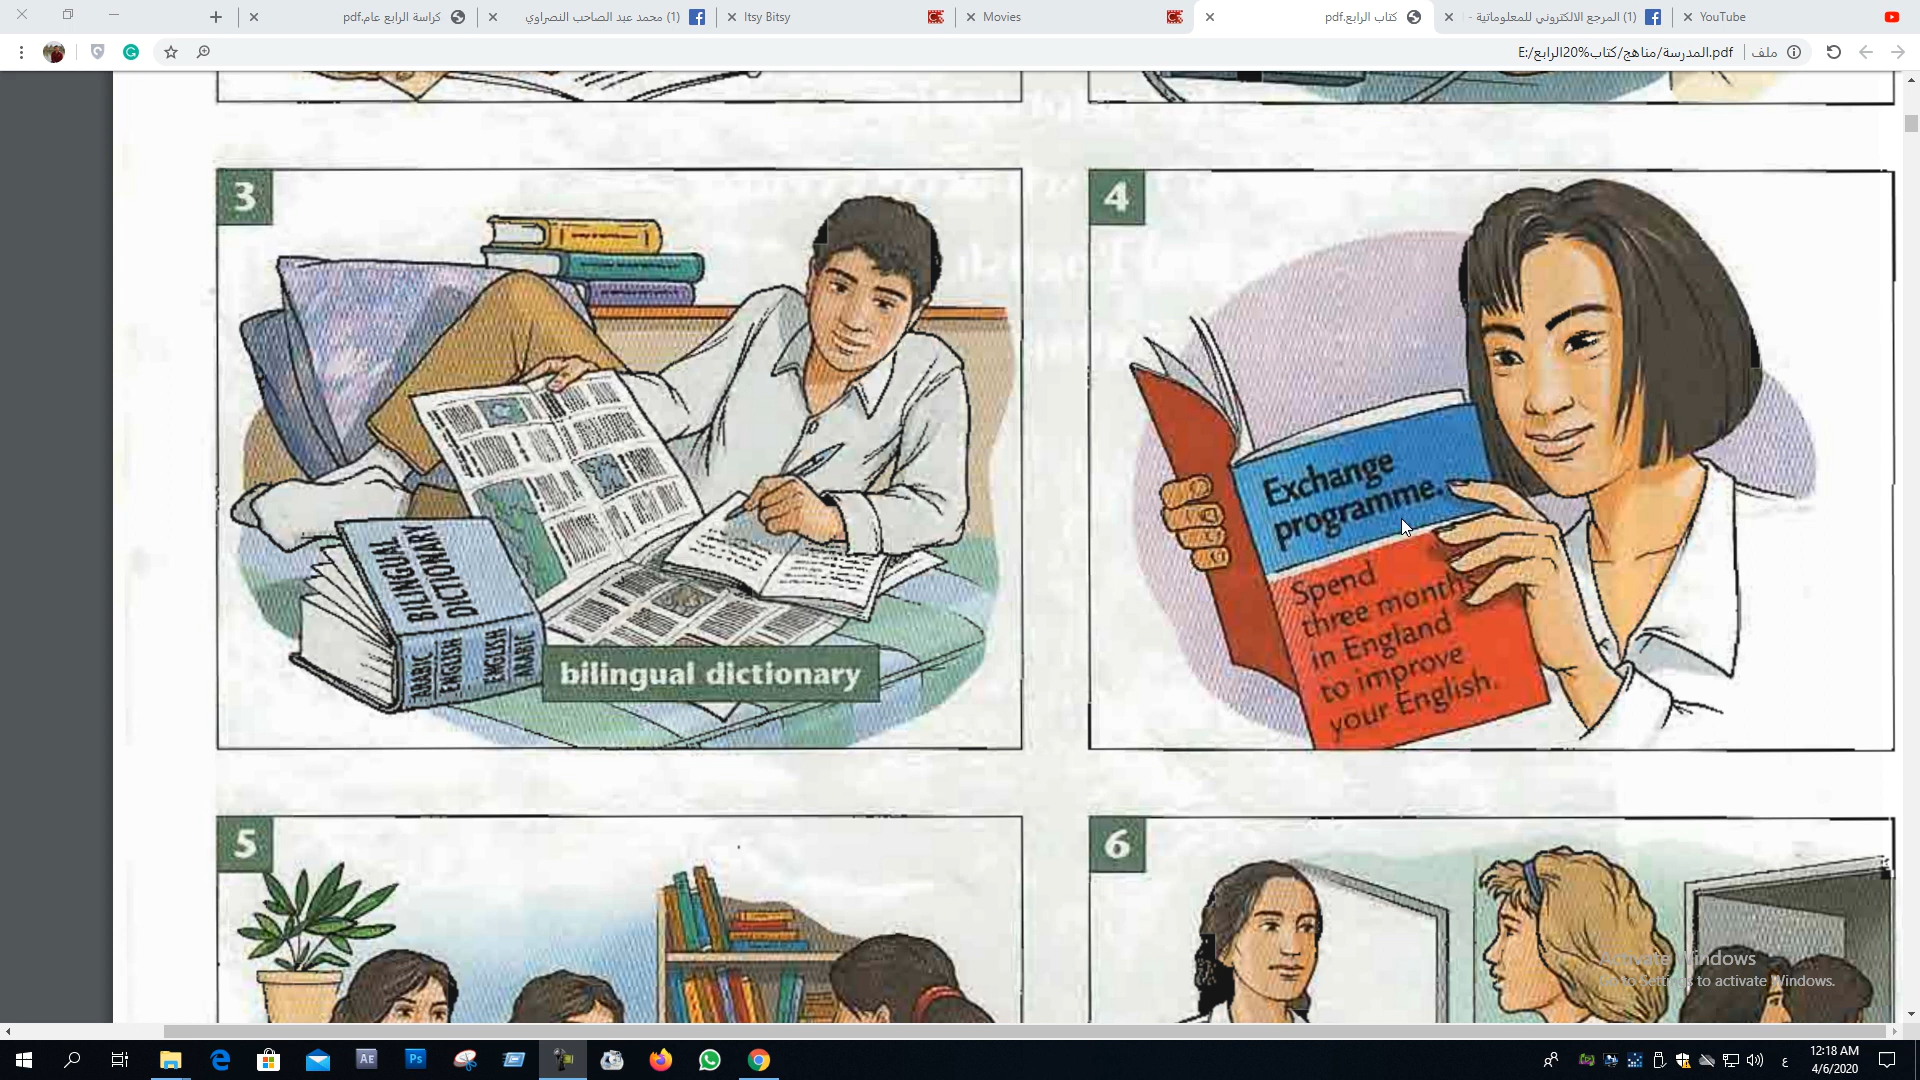 كراسة الرابع عام.pdf
(1) محمد عبد الصاحب النصراوي
Itsy Bitsy
Movies
كتاب الرابع.pdf
(1) المرجع الالكتروني للمعلوماتية -
YouTube
E:/المدرسة/مناهج/كتاب%20الرابع.pdf
ملف
3
BILINGUAL
DICTIONARY
ARABIC
ENGLISH
ENGLISH
ARABIC
bilingual dictionary
4
Exchange
programme.
Spend
three months
in England
to improve
your English.
5
6
Activate Windows
Go to Settings to activate Windows.
Ae
Ps
ع
12:18 AM
4/6/2020